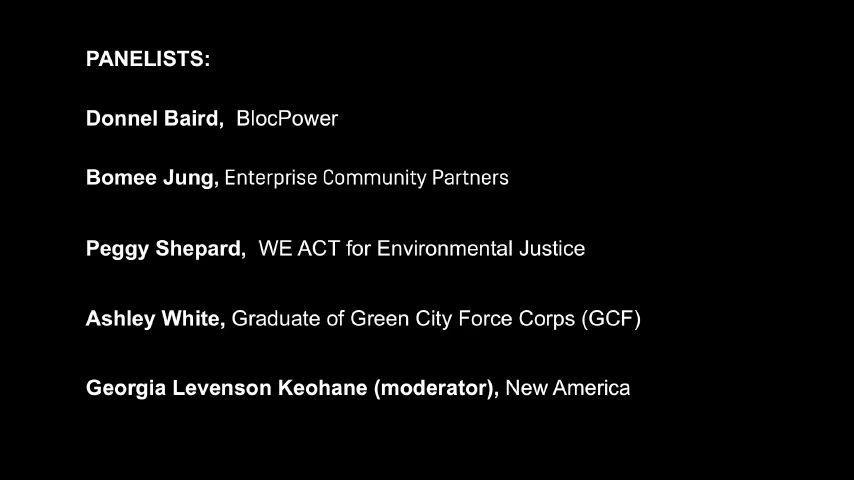 PANELISTS:
Donnel Baird, BlocPower
Bomee Jung, Enterprise Community Partners
Peggy Shepard, WE ACT for Environmental Justice
Ashley White, Graduate of Green City Force Corps (GCF)
Georgia Levenson Keohane (moderator), New America